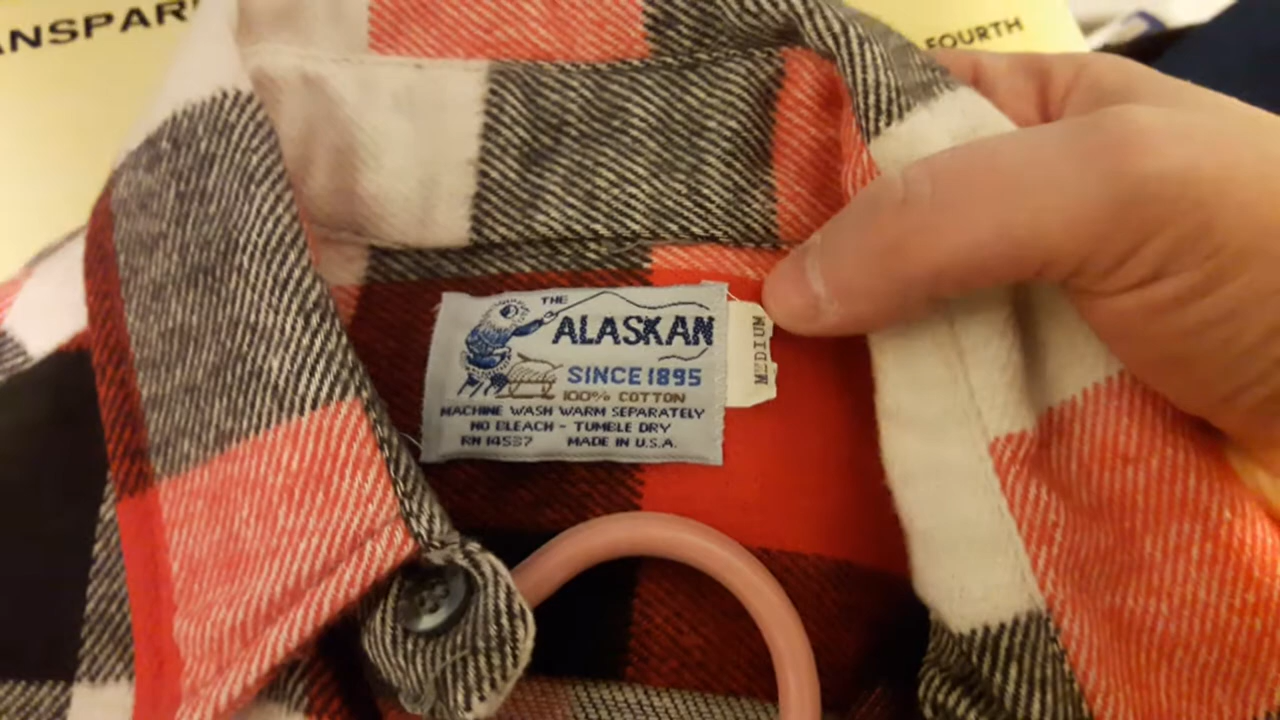 ANSPAR
FOURTH
THE
ALASKAN
SINCE 1895
100% COTTON
MACHINE WASH WARM SEPARATELY
NO BLEACH - TUMBLE DRY
RN 14537 MADE IN U.S.A.
MEDIUM